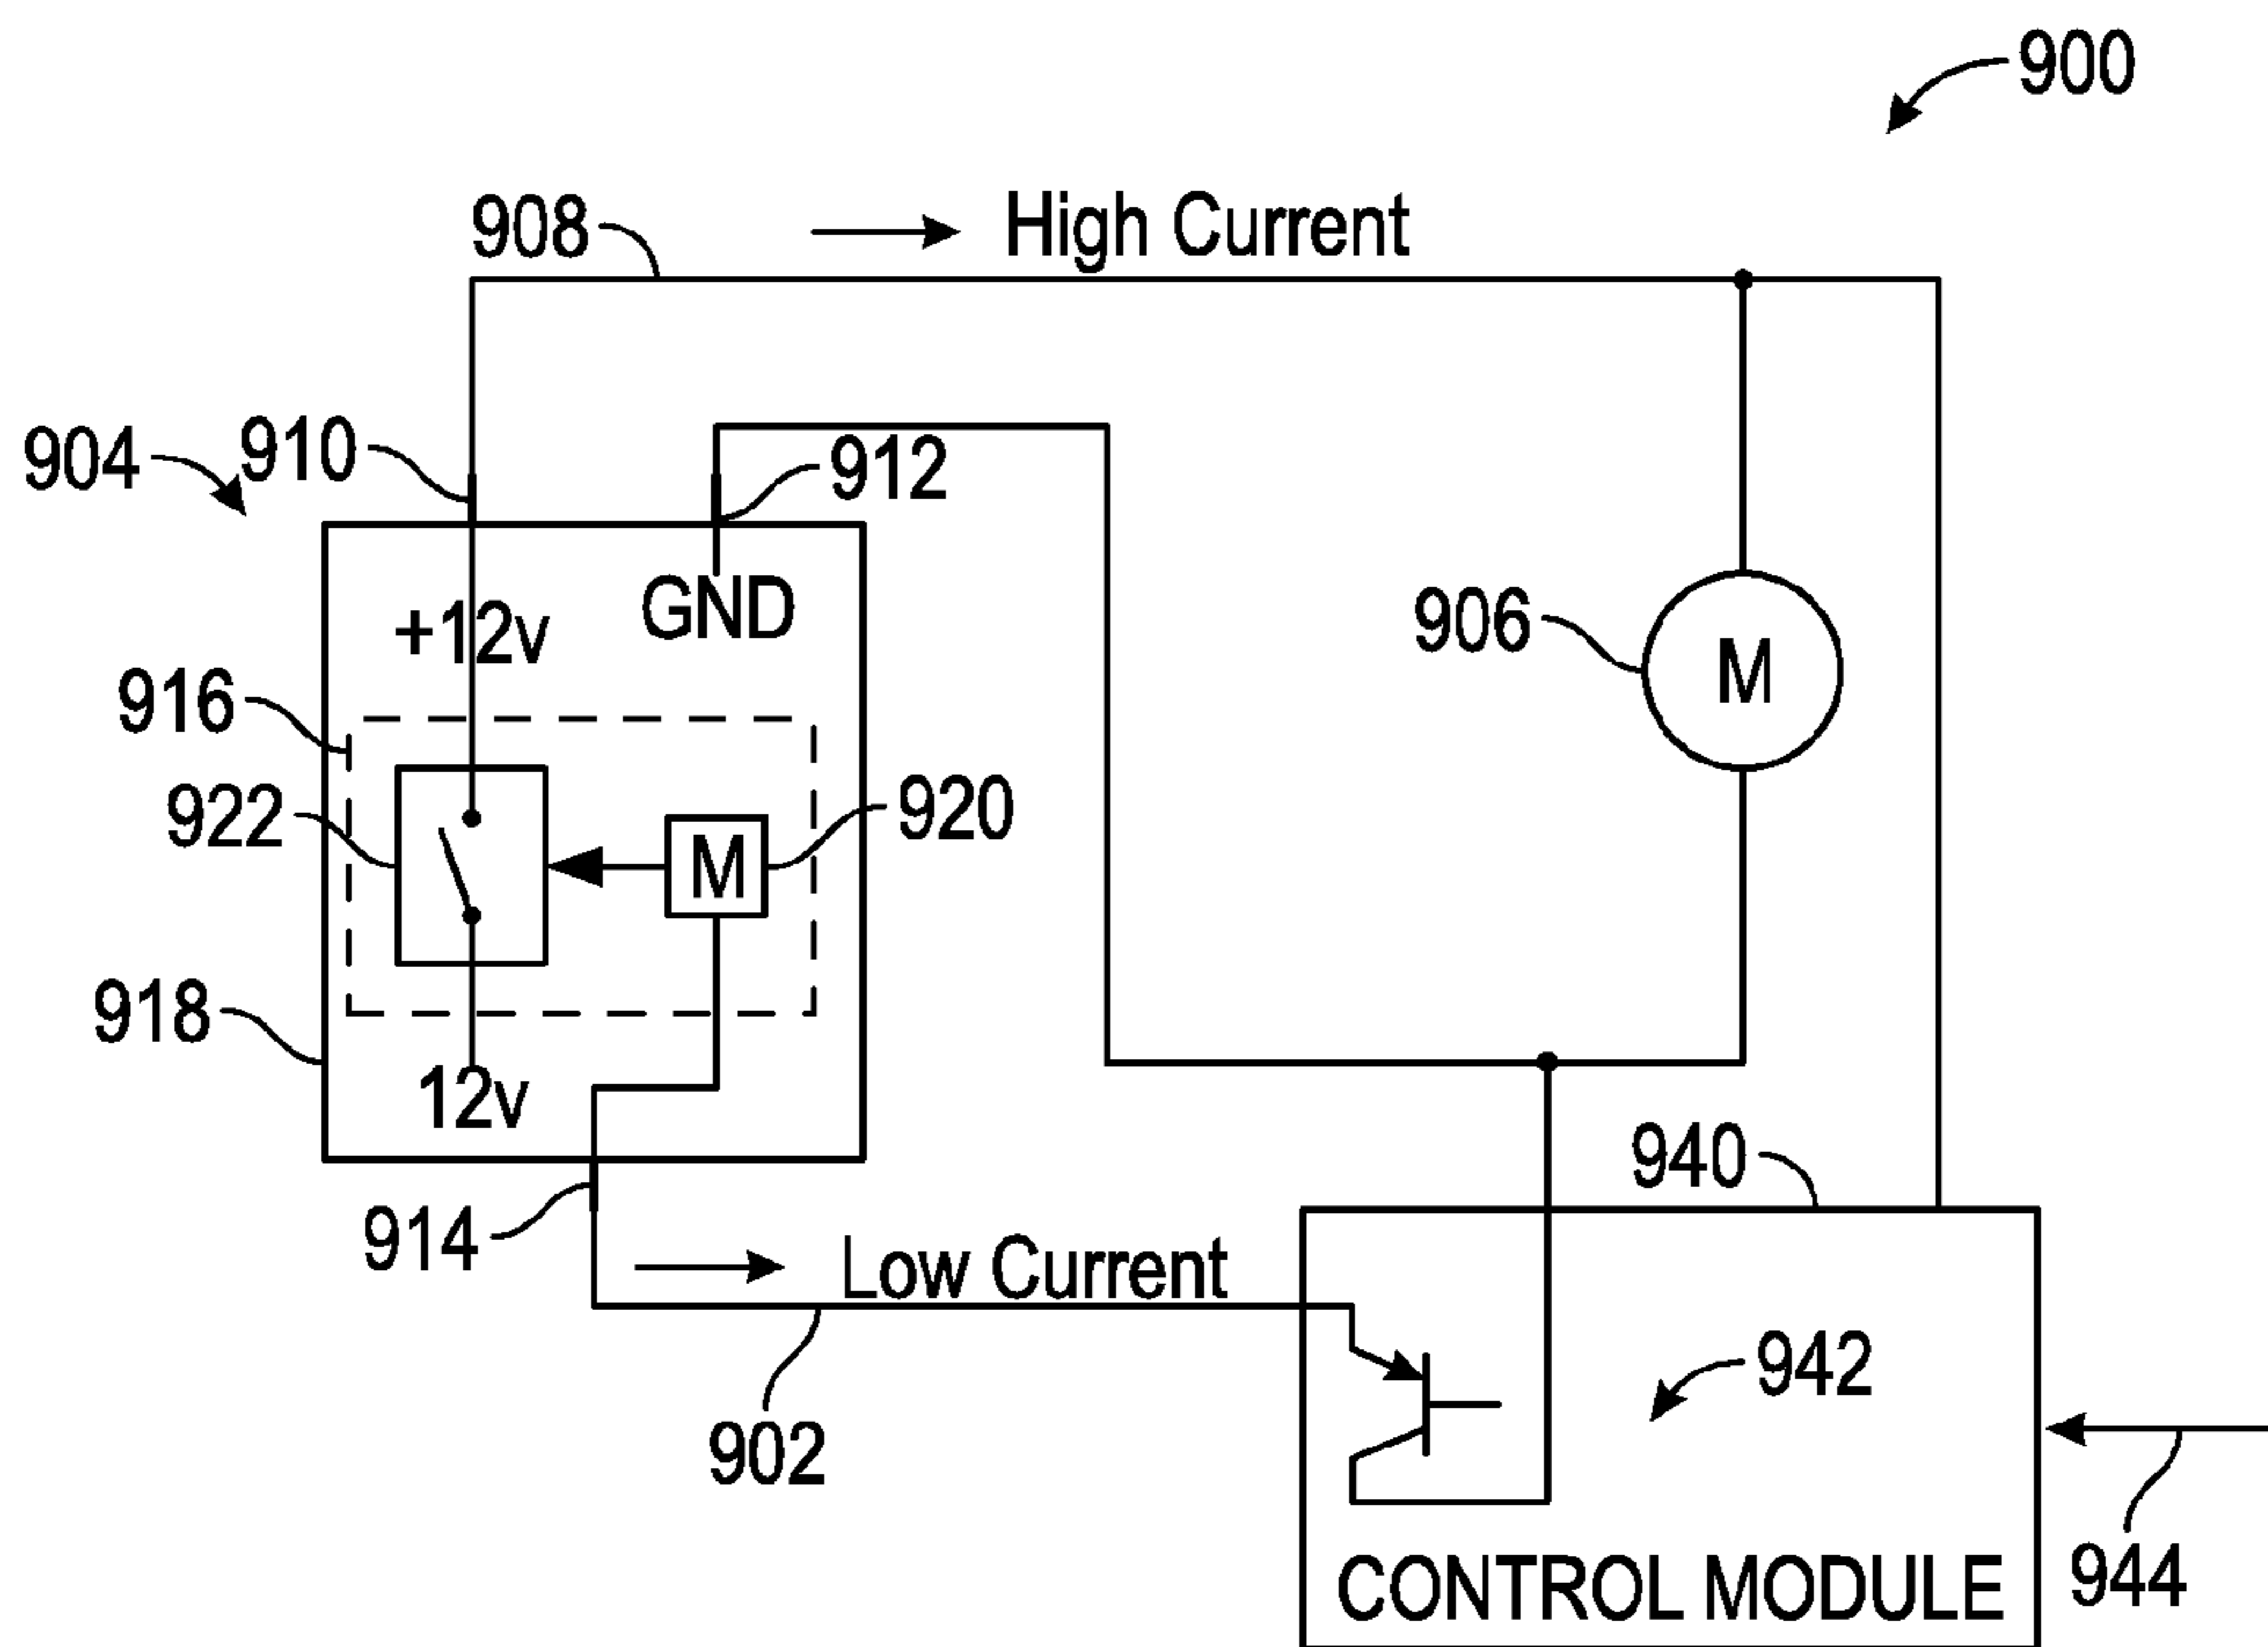 900
908
High Current
904
910
912
+12v
GND
906
M
916
922
M
920
918
12v
914
Low Current
940
902
942
944
CONTROL MODULE